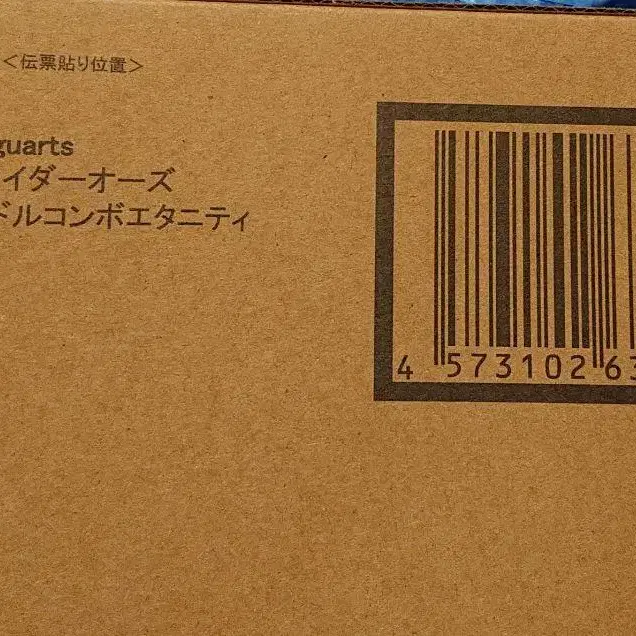 <伝票貼り位置>
guarts
イダーオーズ
ドルコンボエタニティ
4 573102 63